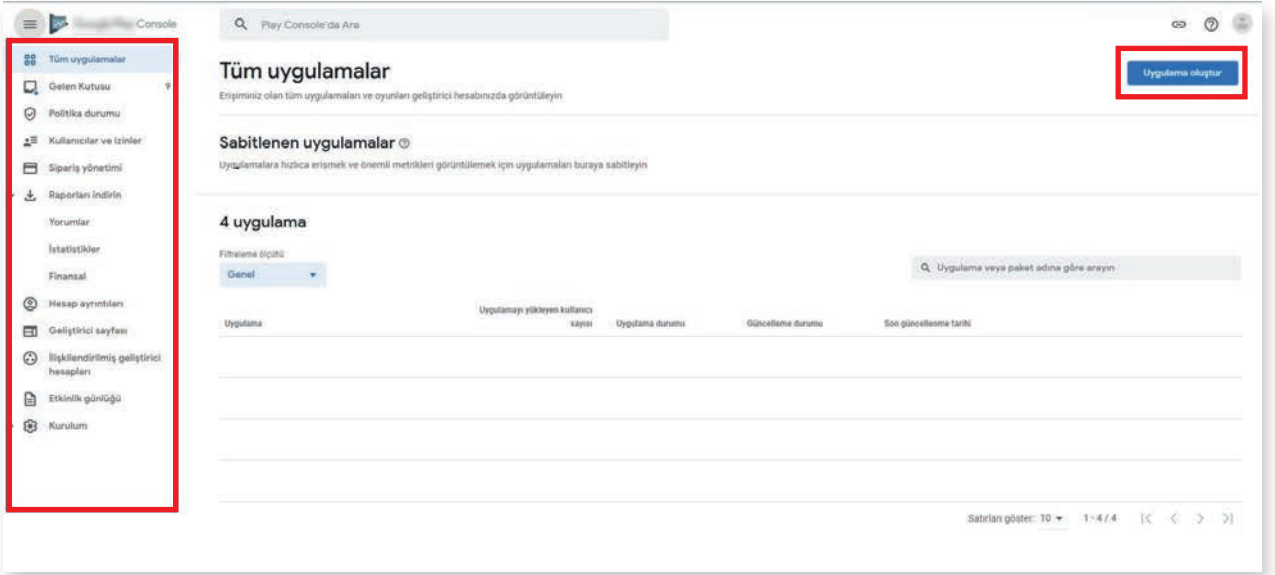 Console
Play Console'da Ara
Tüm uygulamalar
Gelen Kutusu 9
Politika durumu
Kullanıcılar ve izinler
Sipariş yönetimi
Raporları indirin
Yorumlar
İstatistikler
Finansal
Hesap ayrıntıları
Geliştirici sayfası
İlişkilendirilmiş geliştirici
hesapları
Etkinlik günlüğü
Kurulum
Tüm uygulamalar
Uygulama oluştur
Erişiminiz olan tüm uygulamaları ve oyunları geliştirici hesabınızda görüntüleyin
Sabitlenen uygulamalar
Uygulamalara hızlıca erişmek ve önemli metrikleri görüntülemek için uygulamaları buraya sabitleyin
4 uygulama
Filtreleme ölçütü
Genel
Uygulama veya paket adına göre arayın
Uygulama
Uygulamayı yükleyen kullanıcı
sayısı
Uygulama durumu
Güncelleme durumu
Son güncellenme tarihi
Satırları göster: 10
1-4 / 4